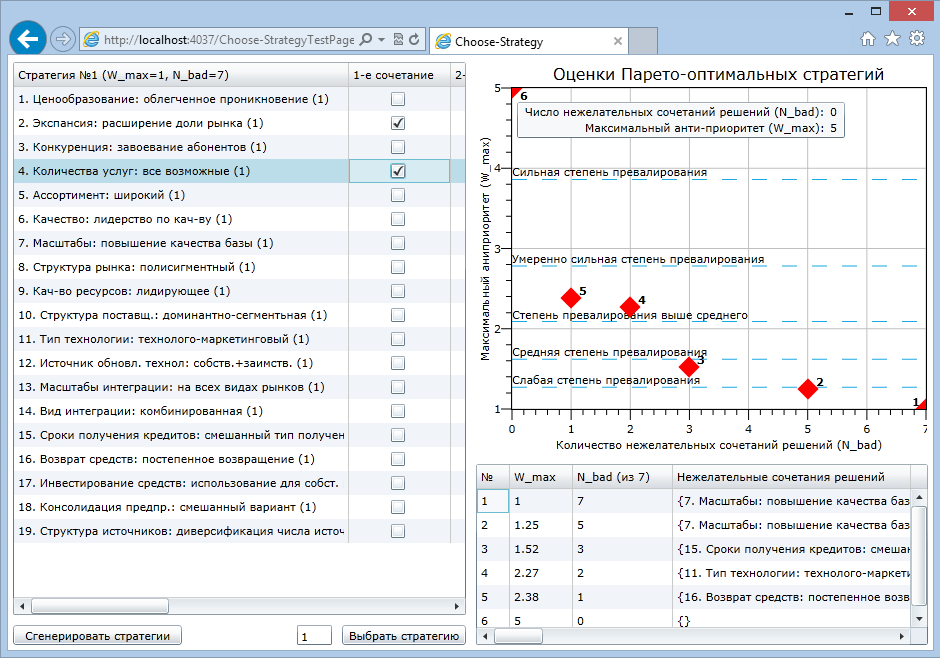 http://localhost:4037/Choose-StrategyTestPage
Choose-Strategy
Стратегия №1 (W_max=1, N_bad=7)
1-е сочетание
2-
1. Ценообразование: облегченное проникновение (1)
2. Экспансия: расширение доли рынка (1)
3. Конкуренция: завоевание абонентов (1)
4. Количества услуг: все возможные (1)
5. Ассортимент: широкий (1)
6. Качество: лидерство по кач-ву (1)
7. Масштабы: повышение качества базы (1)
8. Структура рынка: полисигментный (1)
9. Кач-во ресурсов: лидирующее (1)
10. Структура поставщ.: доминантно-сегментьная (1)
11. Тип технологии: технолого-маркетинговый (1)
12. Источник обновл. технол: собств.+заимств. (1)
13. Масштабы интеграции: на всех видах рынков (1)
14. Вид интеграции: комбинированная (1)
15. Сроки получения кредитов: смешанный тип получен
16. Возврат средств: постепенное возвращение (1)
17. Инвестирование средств: использование для собст.
18. Консолидация предпр.: смешанный вариант (1)
19. Структура источников: диверсификация числа источ
Сгенерировать стратегии
1
Выбрать стратегию
Оценки Парето-оптимальных стратегий
Максимальный аниприоритет (W_max)
5
4
3
2
1
6
Число нежелательных сочетаний решений (N_bad): 0
Максимальный анти-приоритет (W_max): 5
Сильная степень превалирования
Умеренно сильная степень превалирования
5
4
Степень превалирования выше среднего
Средняя степень превалирования
3
Слабая степень превалирования
2
1
0 1 2 3 4 5 6 7
Количество нежелательных сочетаний решений (N_bad)
№ W_max N_bad (из 7) Нежелательные сочетания решений
1 1 7 {7. Масштабы: повышение качества баз
2 1.25 5 {7. Масштабы: повышение качества баз
3 1.52 3 {15. Сроки получения кредитов: смешан
4 2.27 2 {11. Тип технологии: технолого-маркети
5 2.38 1 {16. Возврат средств: постепенное возв
6 5 0 {}